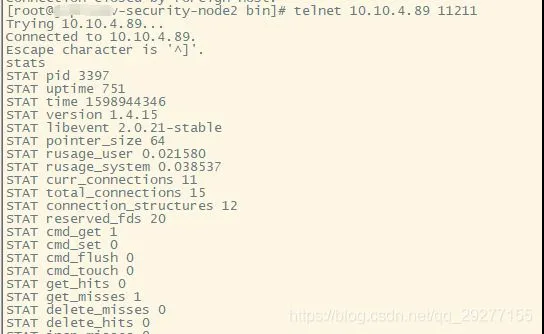 Connection closed by foreign host.
[root@ v-security-node2 bin]# telnet 10.10.4.89 11211
Trying 10.10.4.89...
Connected to 10.10.4.89.
Escape character is '^]'.
stats
STAT pid 3397
STAT uptime 751
STAT time 1598944346
STAT version 1.4.15
STAT libevent 2.0.21-stable
STAT pointer_size 64
STAT rusage_user 0.021580
STAT rusage_system 0.038537
STAT curr_connections 11
STAT total_connections 15
STAT connection_structures 12
STAT reserved_fds 20
STAT cmd_get 1
STAT cmd_set 0
STAT cmd_flush 0
STAT cmd_touch 0
STAT get_hits 0
STAT get_misses 1
STAT delete_misses 0
STAT delete_hits 0
STAT incr_misses 0
https://blog.csdn.net/qq_29277155